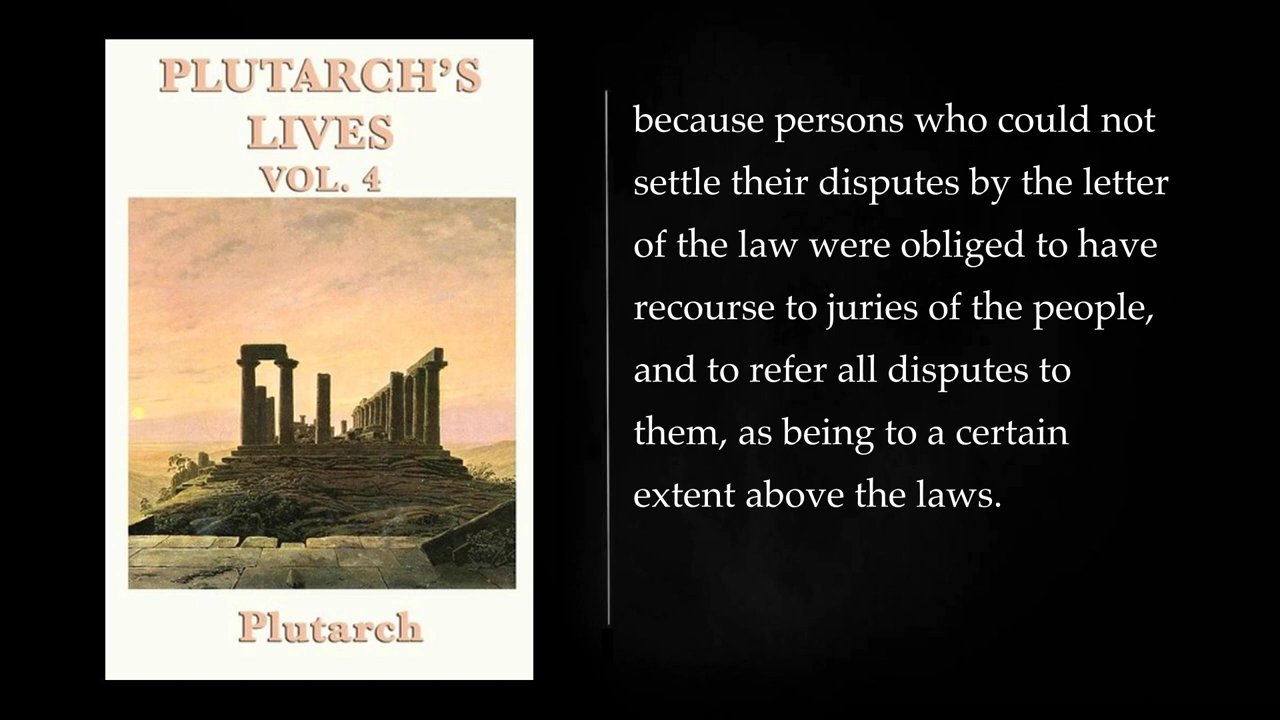 PLUTARCH'S
LIVES
VOL. 4
Plutarch
because persons who could not
settle their disputes by the letter
of the law were obliged to have
recourse to juries of the people,
and to refer all disputes to
them, as being to a certain
extent above the laws.